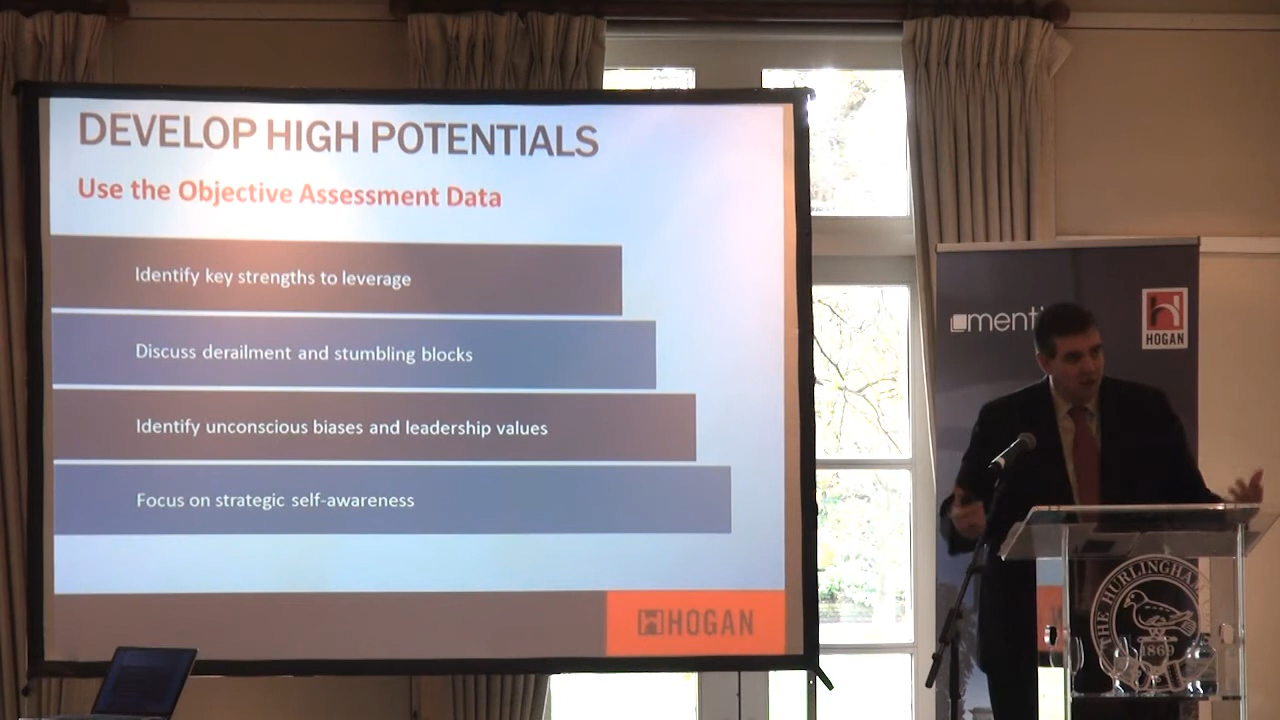 DEVELOP HIGH POTENTIALS
Use the Objective Assessment Data
Identify key strengths to leverage
Discuss derailment and stumbling blocks
Identify unconscious biases and leadership values
Focus on strategic self-awareness
HOGAN
HOGAN
THE
1869